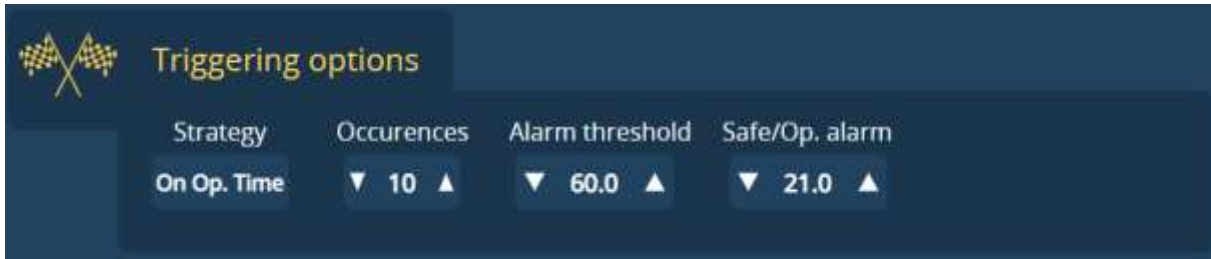 Triggering options
Strategy Occurences Alarm threshold Safe/Op. alarm
On Op. Time ▼ 10 ▲ ▼ 60.0 ▲ ▼ 21.0 ▲